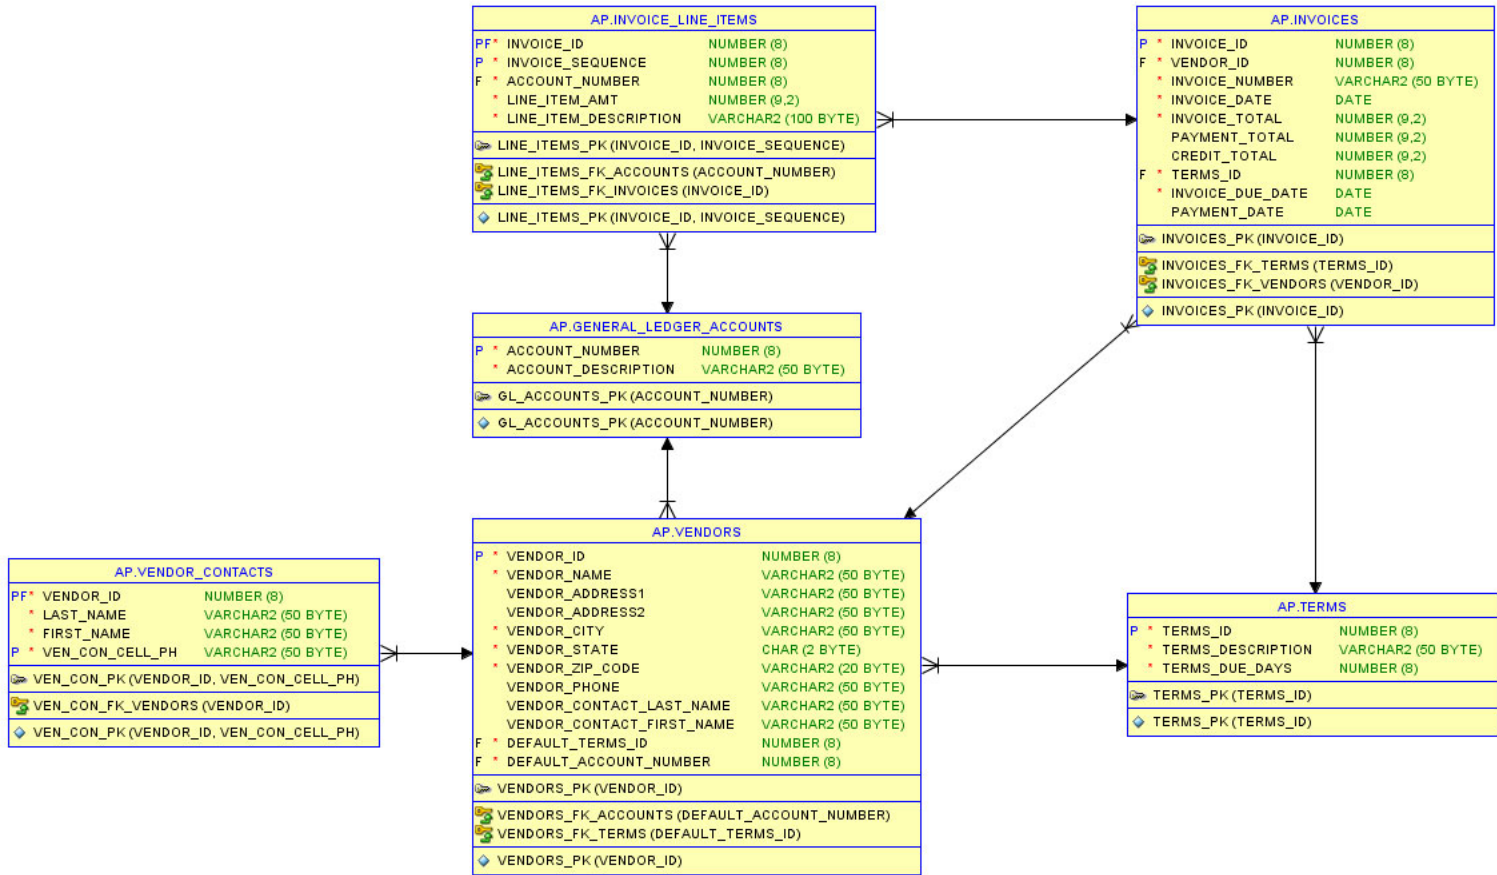 AP.INVOICE_LINE_ITEMS
PF* INVOICE_ID NUMBER (8)
P * INVOICE_SEQUENCE NUMBER (8)
F * ACCOUNT_NUMBER NUMBER (8)
* LINE_ITEM_AMT NUMBER (9,2)
* LINE_ITEM_DESCRIPTION VARCHAR2 (100 BYTE)
LINE_ITEMS_PK (INVOICE_ID, INVOICE_SEQUENCE)
LINE_ITEMS_FK_ACCOUNTS (ACCOUNT_NUMBER)
LINE_ITEMS_FK_INVOICES (INVOICE_ID)
LINE_ITEMS_PK (INVOICE_ID, INVOICE_SEQUENCE)
AP.INVOICES
P * INVOICE_ID NUMBER (8)
F * VENDOR_ID NUMBER (8)
* INVOICE_NUMBER VARCHAR2 (50 BYTE)
* INVOICE_DATE DATE
* INVOICE_TOTAL NUMBER (9,2)
PAYMENT_TOTAL NUMBER (9,2)
CREDIT_TOTAL NUMBER (9,2)
F * TERMS_ID NUMBER (8)
* INVOICE_DUE_DATE DATE
PAYMENT_DATE DATE
INVOICES_PK (INVOICE_ID)
INVOICES_FK_TERMS (TERMS_ID)
INVOICES_FK_VENDORS (VENDOR_ID)
INVOICES_PK (INVOICE_ID)
AP.GENERAL_LEDGER_ACCOUNTS
P * ACCOUNT_NUMBER NUMBER (8)
* ACCOUNT_DESCRIPTION VARCHAR2 (50 BYTE)
GL_ACCOUNTS_PK (ACCOUNT_NUMBER)
GL_ACCOUNTS_PK (ACCOUNT_NUMBER)
AP.VENDOR_CONTACTS
PF* VENDOR_ID NUMBER (8)
* LAST_NAME VARCHAR2 (50 BYTE)
* FIRST_NAME VARCHAR2 (50 BYTE)
P * VEN_CON_CELL_PH VARCHAR2 (50 BYTE)
VEN_CON_PK (VENDOR_ID, VEN_CON_CELL_PH)
VEN_CON_FK_VENDORS (VENDOR_ID)
VEN_CON_PK (VENDOR_ID, VEN_CON_CELL_PH)
AP.VENDORS
P * VENDOR_ID NUMBER (8)
* VENDOR_NAME VARCHAR2 (50 BYTE)
VENDOR_ADDRESS1 VARCHAR2 (50 BYTE)
VENDOR_ADDRESS2 VARCHAR2 (50 BYTE)
* VENDOR_CITY VARCHAR2 (50 BYTE)
* VENDOR_STATE CHAR (2 BYTE)
* VENDOR_ZIP_CODE VARCHAR2 (20 BYTE)
VENDOR_PHONE VARCHAR2 (50 BYTE)
VENDOR_CONTACT_LAST_NAME VARCHAR2 (50 BYTE)
VENDOR_CONTACT_FIRST_NAME VARCHAR2 (50 BYTE)
F * DEFAULT_TERMS_ID NUMBER (8)
F * DEFAULT_ACCOUNT_NUMBER NUMBER (8)
VENDORS_PK (VENDOR_ID)
VENDORS_FK_ACCOUNTS (DEFAULT_ACCOUNT_NUMBER)
VENDORS_FK_TERMS (DEFAULT_TERMS_ID)
VENDORS_PK (VENDOR_ID)
AP.TERMS
P * TERMS_ID NUMBER (8)
* TERMS_DESCRIPTION VARCHAR2 (50 BYTE)
* TERMS_DUE_DAYS NUMBER (8)
TERMS_PK (TERMS_ID)
TERMS_PK (TERMS_ID)